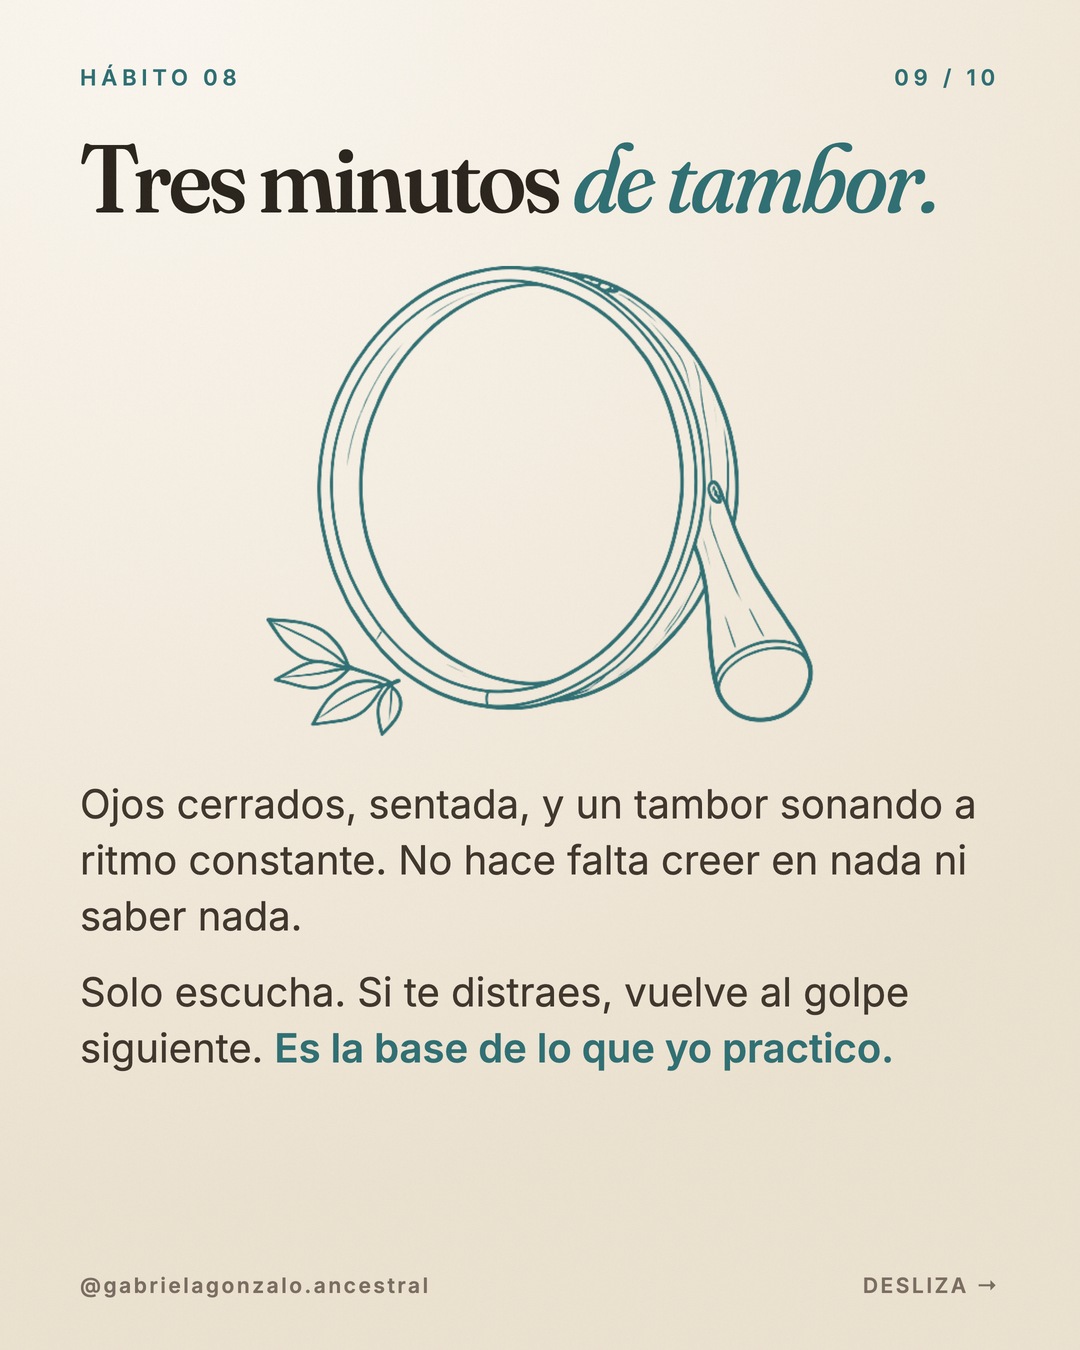 HÁBITO 08
09 / 10
Tres minutos de tambor.
Ojos cerrados, sentada, y un tambor sonando a
ritmo constante. No hace falta creer en nada ni
saber nada.
Solo escucha. Si te distraes, vuelve al golpe
siguiente. Es la base de lo que yo practico.
@gabrielagonzalo.ancestral
DESLIZA →